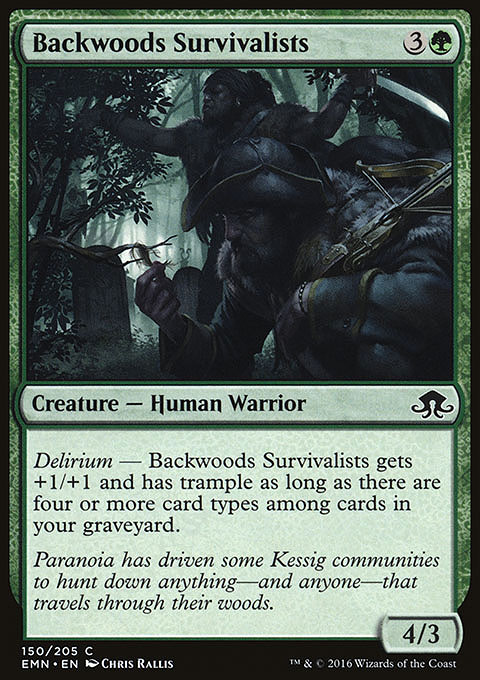 Backwoods Survivalists 3
Creature — Human Warrior
Delirium — Backwoods Survivalists gets
+1/+1 and has trample as long as there are
four or more card types among cards in
your graveyard.
Paranoia has driven some Kessig communities
to hunt down anything—and anyone—that
travels through their woods.
4/3
150/205 C
EMN • EN Chris Rallis
™ & © 2016 Wizards of the Coast